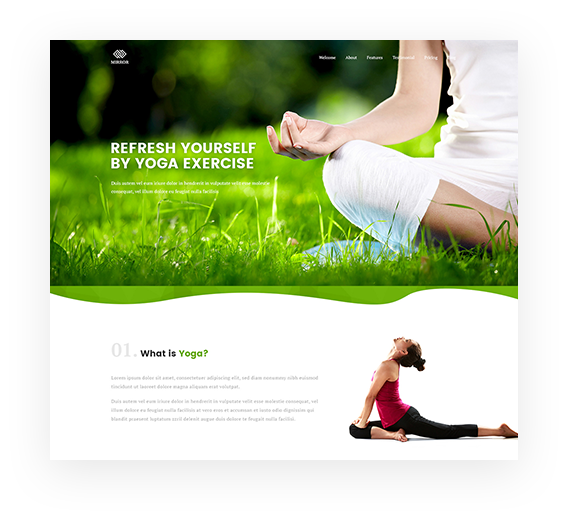 MIRROR
Welcome About Features Testimonial Pricing
REFRESH YOURSELF
BY YOGA EXERCISE
Duis autem vel eum iriure dolor in hendrerit in vulputate velit esse molestie
consequat, vel illum dolore eu feugiat nulla facilisis
01. What is Yoga?
Lorem ipsum dolor sit amet, consectetuer adipiscing elit, sed diam nonummy nibh euismod
tincidunt ut laoreet dolore magna aliquam erat volutpat.
Duis autem vel eum iriure dolor in hendrerit in vulputate velit esse molestie consequat, vel
illum dolore eu feugiat nulla facilisis at vero eros et accumsan et iusto odio dignissim qui
blandit praesent luptatum zzril delenit augue duis dolore te feugait nulla facilisi.